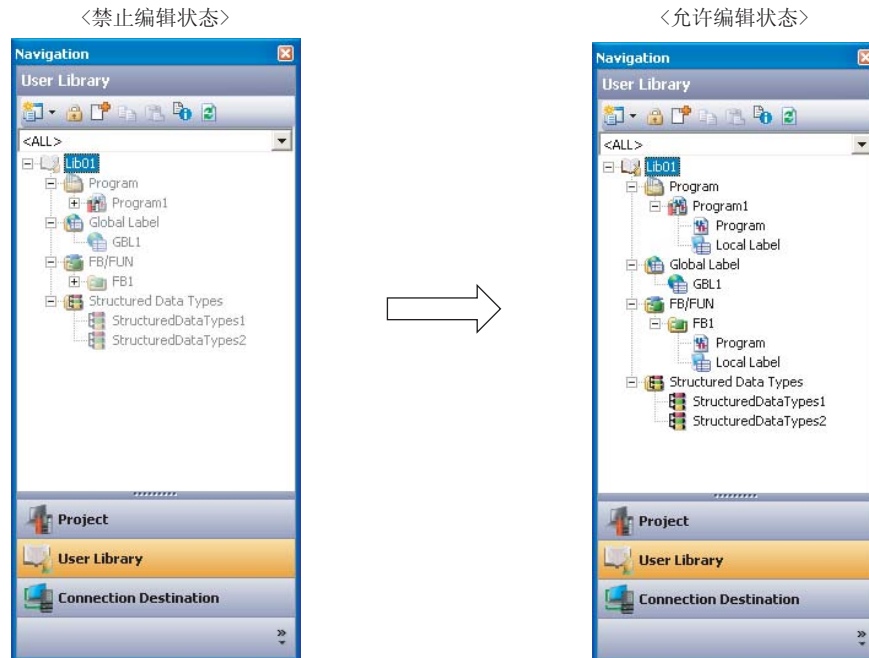 〈禁止编辑状态〉
Navigation
User Library
<ALL>
Lib01
Program
Program1
Global Label
GBL1
FB/FUN
FB1
Structured Data Types
StructuredDataTypes1
StructuredDataTypes2
Project
User Library
Connection Destination
〈允许编辑状态〉
Navigation
User Library
<ALL>
Lib01
Program
Program1
Program
Local Label
Global Label
GBL1
FB/FUN
FB1
Program
Local Label
Structured Data Types
StructuredDataTypes1
StructuredDataTypes2
Project
User Library
Connection Destination